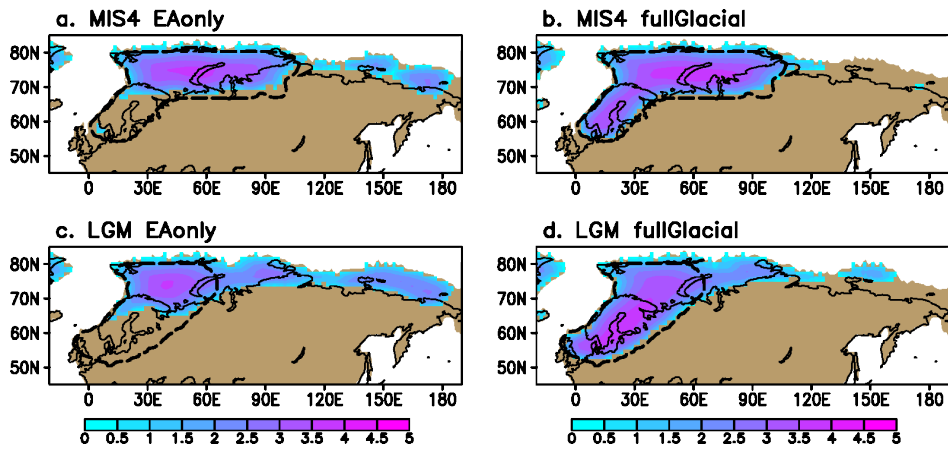 a. MIS4 EAonly
80N
70N
60N
50N
0 30E 60E 90E 120E 150E 180
b. MIS4 fullGlacial
80N
70N
60N
50N
0 30E 60E 90E 120E 150E 180
c. LGM EAonly
80N
70N
60N
50N
0 30E 60E 90E 120E 150E 180
d. LGM fullGlacial
80N
70N
60N
50N
0 30E 60E 90E 120E 150E 180
0 0.5 1 1.5 2 2.5 3 3.5 4 4.5 5
0 0.5 1 1.5 2 2.5 3 3.5 4 4.5 5